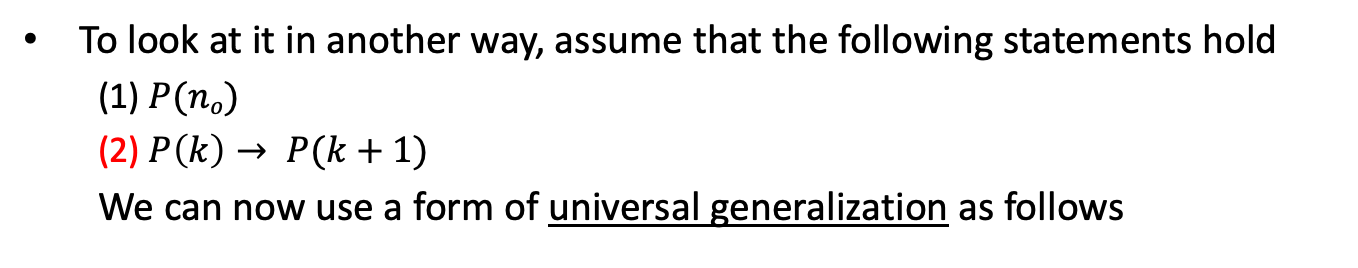 • To look at it in another way, assume that the following statements hold
(1) P(nₒ)
(2) P(k) → P(k + 1)
We can now use a form of universal generalization as follows